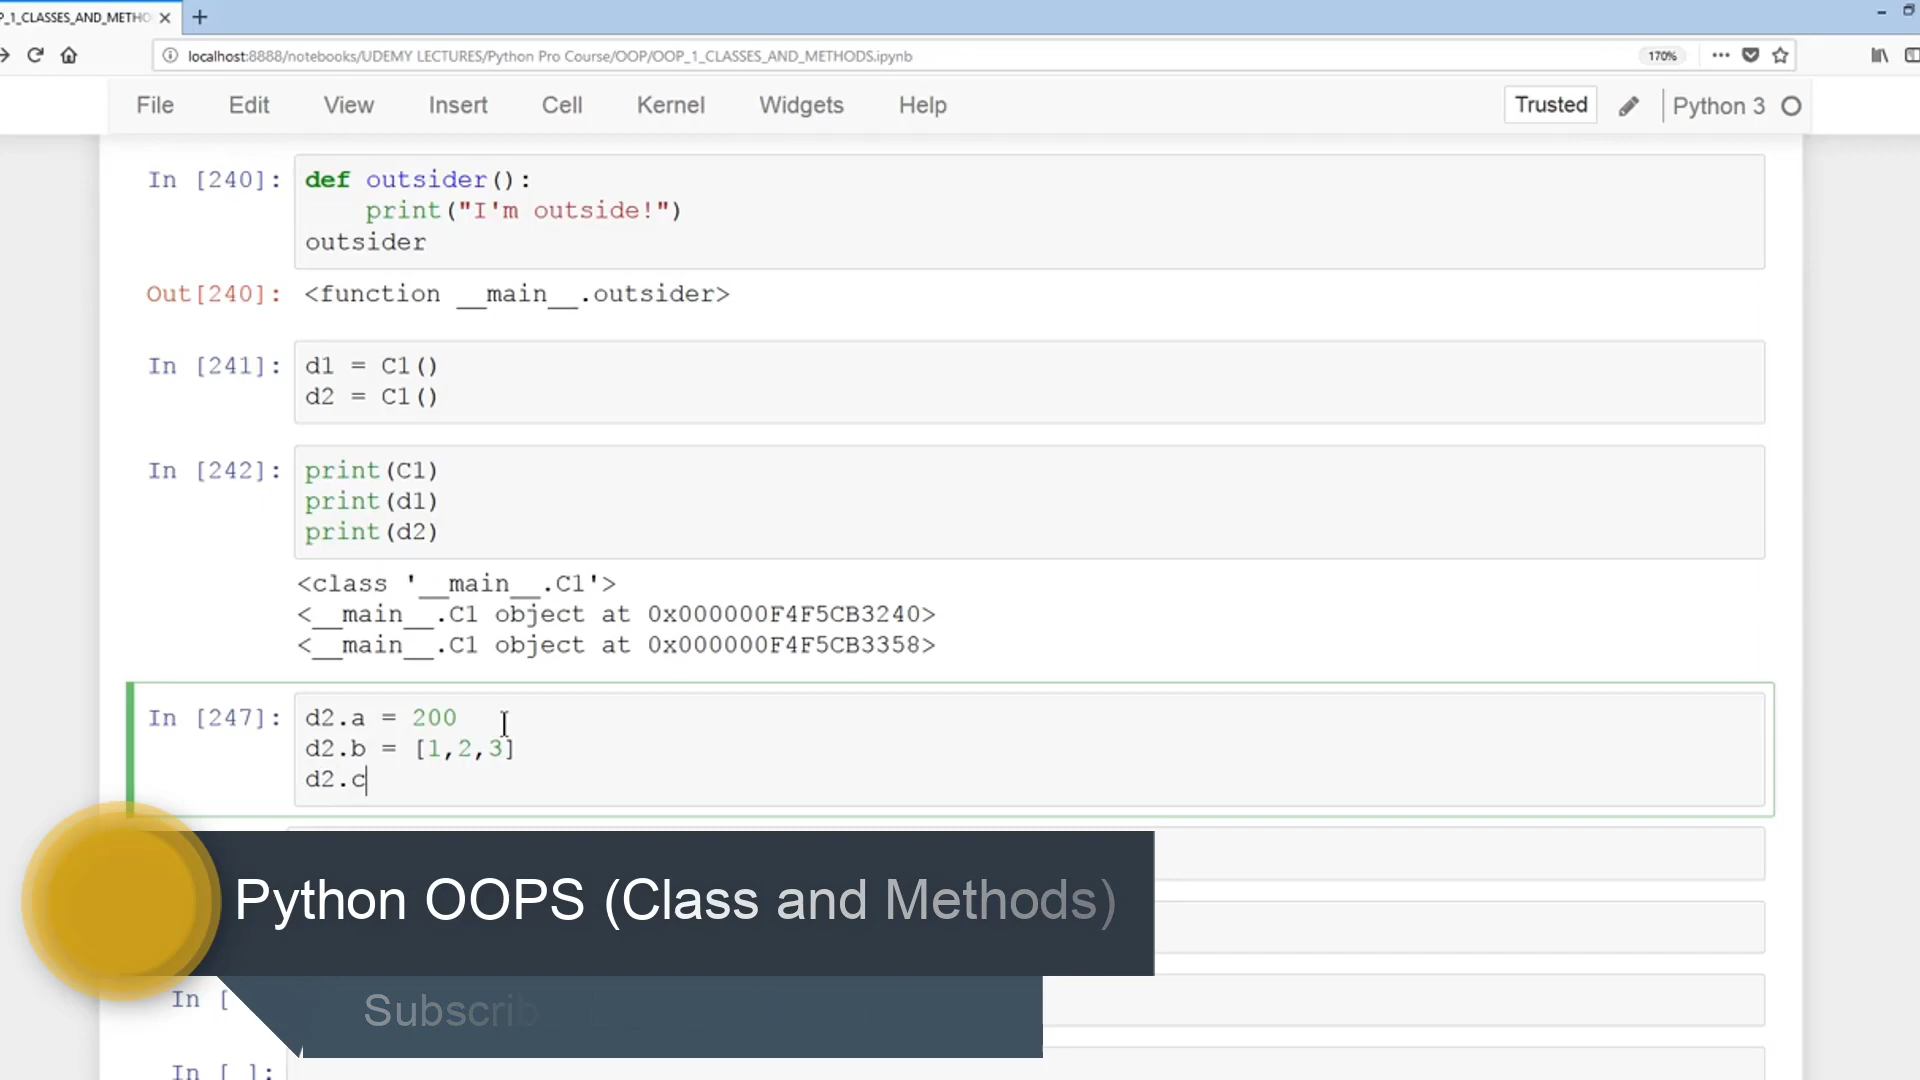 P_1_CLASSES_AND_METHO
localhost:8888/notebooks/UDEMY LECTURES/Python Pro Course/OOP/OOP_1_CLASSES_AND_METHODS.ipynb
170%
File Edit View Insert Cell Kernel Widgets Help
Trusted
Python 3
In [240]: def outsider():
print("I'm outside!")
outsider
Out[240]: <function __main__.outsider>
In [241]: d1 = C1()
d2 = C1()
In [242]: print(C1)
print(d1)
print(d2)
<class '__main__.C1'>
<__main__.C1 object at 0x000000F4F5CB3240>
<__main__.C1 object at 0x000000F4F5CB3358>
In [247]: d2.a = 200
d2.b = [1,2,3]
d2.c
Python OOPS (Class and Methods)
In [
Subscrib
In [ ]: